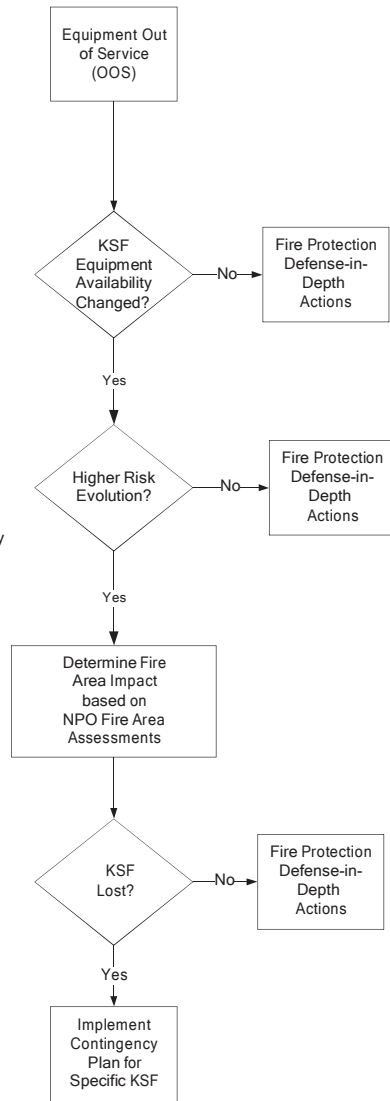 Equipment Out
of Service
(OOS)
KSF
Equipment
Availability
Changed?
No
Fire Protection
Defense-in-
Depth
Actions
Yes
Higher Risk
Evolution?
No
Fire Protection
Defense-in-
Depth
Actions
y
Yes
Determine Fire
Area Impact
based on
NPO Fire Area
Assessments
KSF
Lost?
No
Fire Protection
Defense-in-
Depth
Actions
Yes
Implement
Contingency
Plan for
Specific KSF